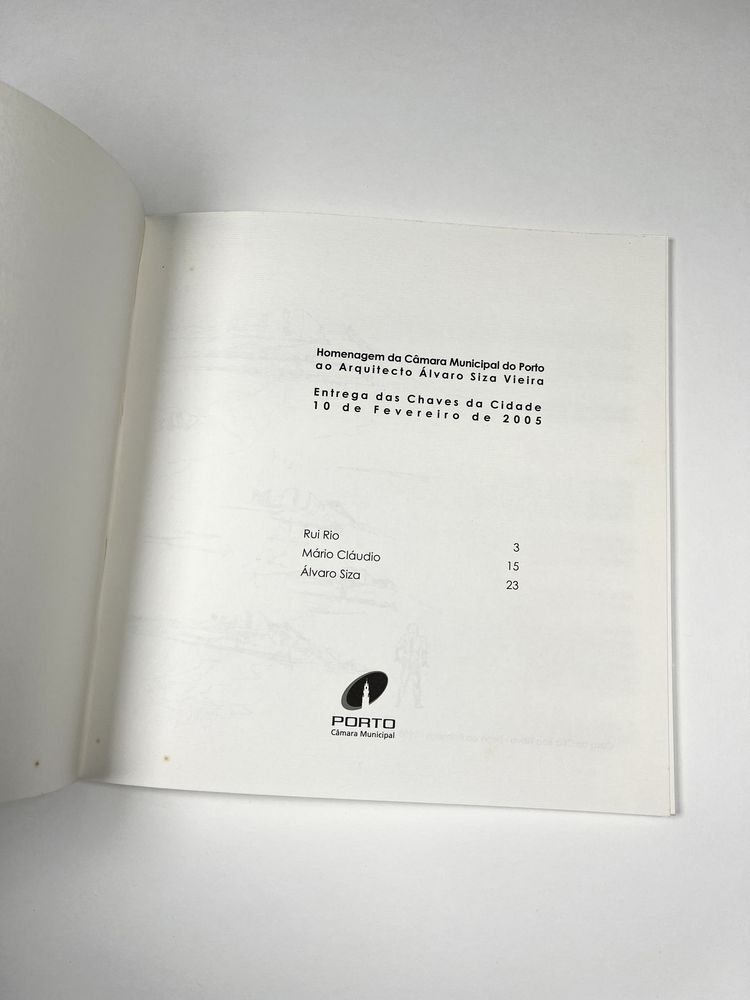 Homenagem da Câmara Municipal do Porto
ao Arquitecto Álvaro Siza Vieira
Entrega das Chaves da Cidade
10 de Fevereiro de 2005
Rui Rio 3
Mário Cláudio 15
Álvaro Siza 23
PORTO
Câmara Municipal